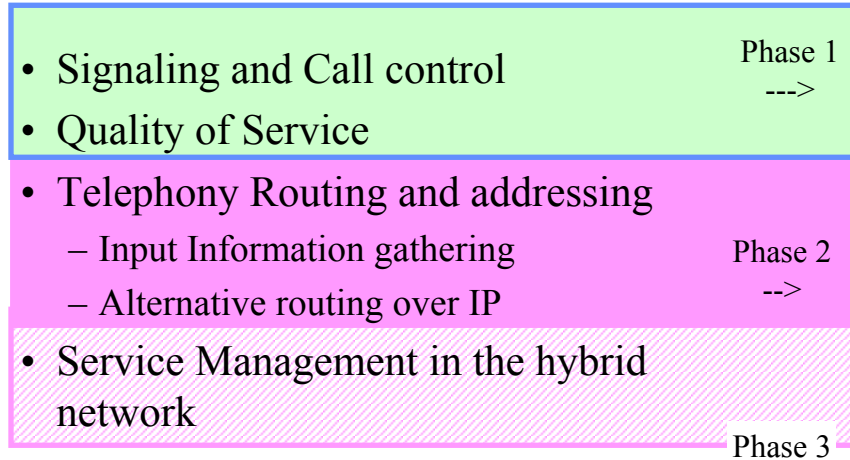 • Signaling and Call control
Phase 1
--->
• Quality of Service
• Telephony Routing and addressing
– Input Information gathering
Phase 2
-->
– Alternative routing over IP
• Service Management in the hybrid
network
Phase 3